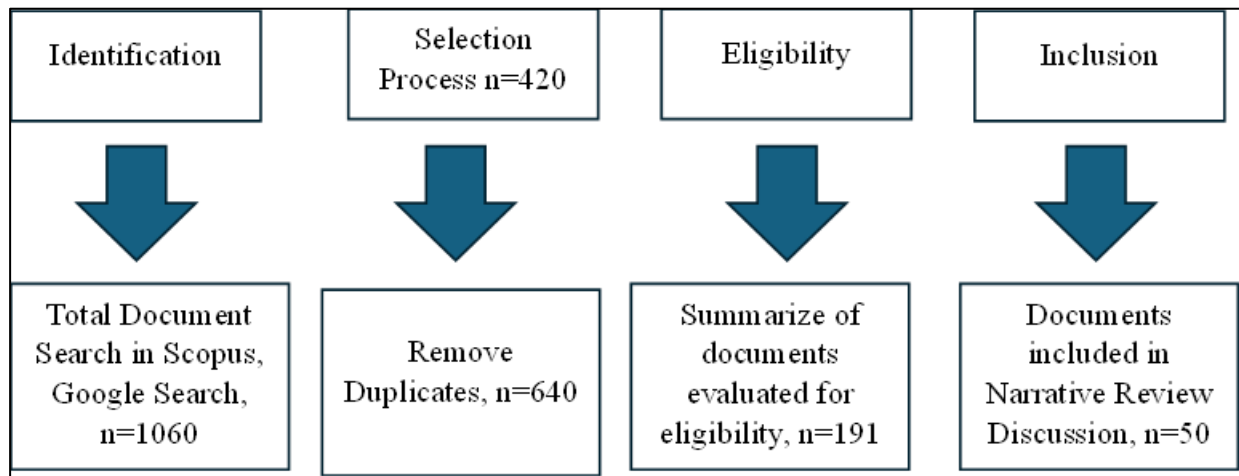 Identification
Selection
Process n=420
Eligibility
Inclusion
Total Document
Search in Scopus,
Google Search,
n=1060
Remove
Duplicates, n=640
Summarize of
documents
evaluated for
eligibility, n=191
Documents
included in
Narrative Review
Discussion, n=50